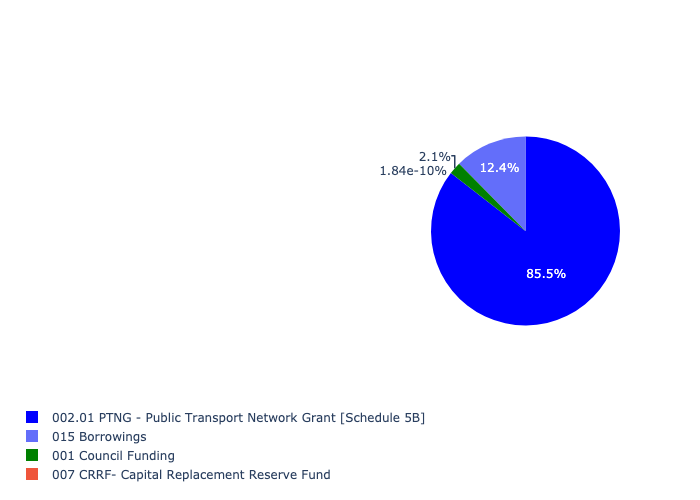 2.1%
1.84e-10%
12.4%
85.5%
002.01 PTNG - Public Transport Network Grant [Schedule 5B]
015 Borrowings
001 Council Funding
007 CRRF- Capital Replacement Reserve Fund